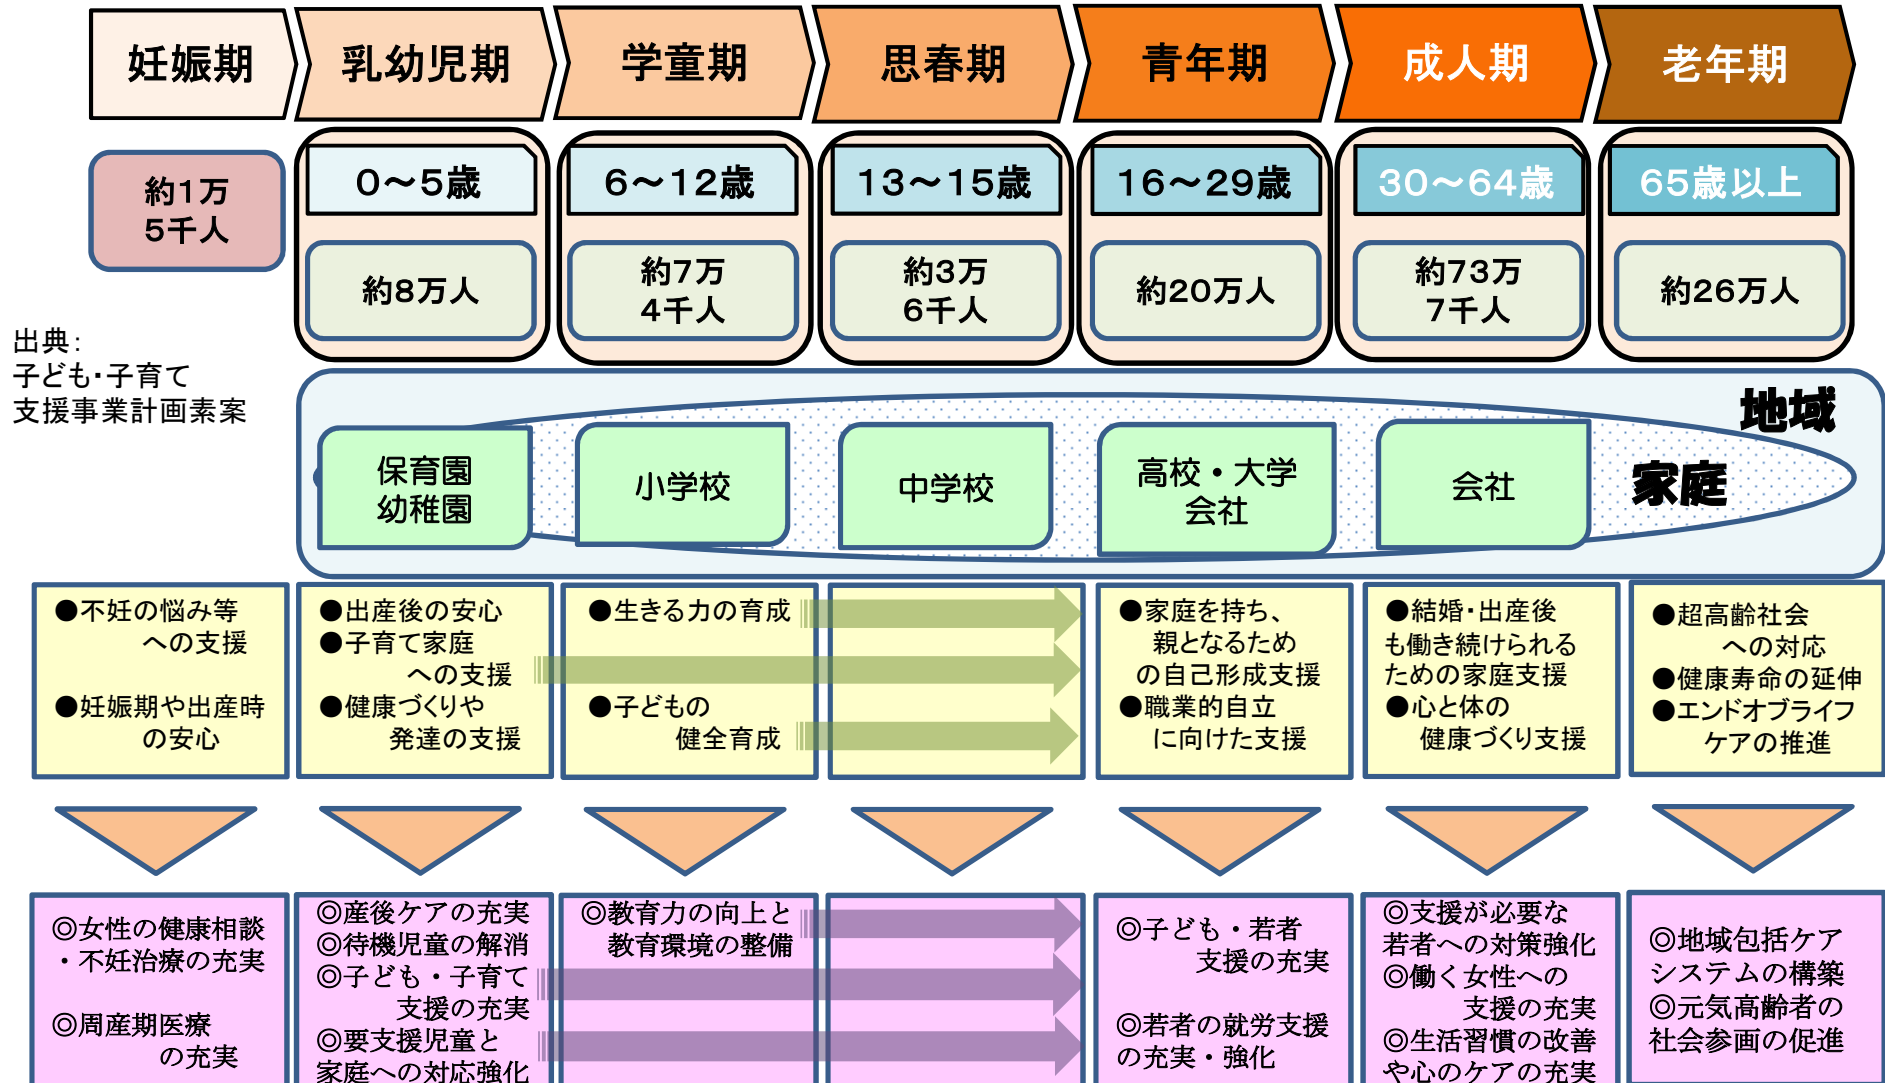 妊娠期
乳幼児期
学童期
思春期
青年期
成人期
老年期
約1万
5千人
0～5歳
約8万人
6～12歳
約7万
4千人
13～15歳
約3万
6千人
16～29歳
約20万人
30～64歳
約73万
7千人
65歳以上
約26万人
出典：
子ども・子育て
支援事業計画素案
地域
家庭
保育園
幼稚園
小学校
中学校
高校・大学
会社
会社
●不妊の悩み等
への支援
●妊娠期や出産時
の安心
●出産後の安心
●子育て家庭
への支援
●健康づくりや
発達の支援
●生きる力の育成
●子どもの
健全育成
●家庭を持ち、
親となるため
の自己形成支援
●職業的自立
に向けた支援
●結婚・出産後
も働き続けられる
ための家庭支援
●心と体の
健康づくり支援
●超高齢社会
への対応
●健康寿命の延伸
●エンドオブライフ
ケアの推進
◎女性の健康相談
・不妊治療の充実
◎周産期医療
の充実
◎産後ケアの充実
◎待機児童の解消
◎子ども・子育て
支援の充実
◎要支援児童と
家庭への対応強化
◎教育力の向上と
教育環境の整備
◎子ども・若者
支援の充実
◎若者の就労支援
の充実・強化
◎支援が必要な
若者への対策強化
◎働く女性への
支援の充実
◎生活習慣の改善
や心のケアの充実
◎地域包括ケア
システムの構築
◎元気高齢者の
社会参画の促進